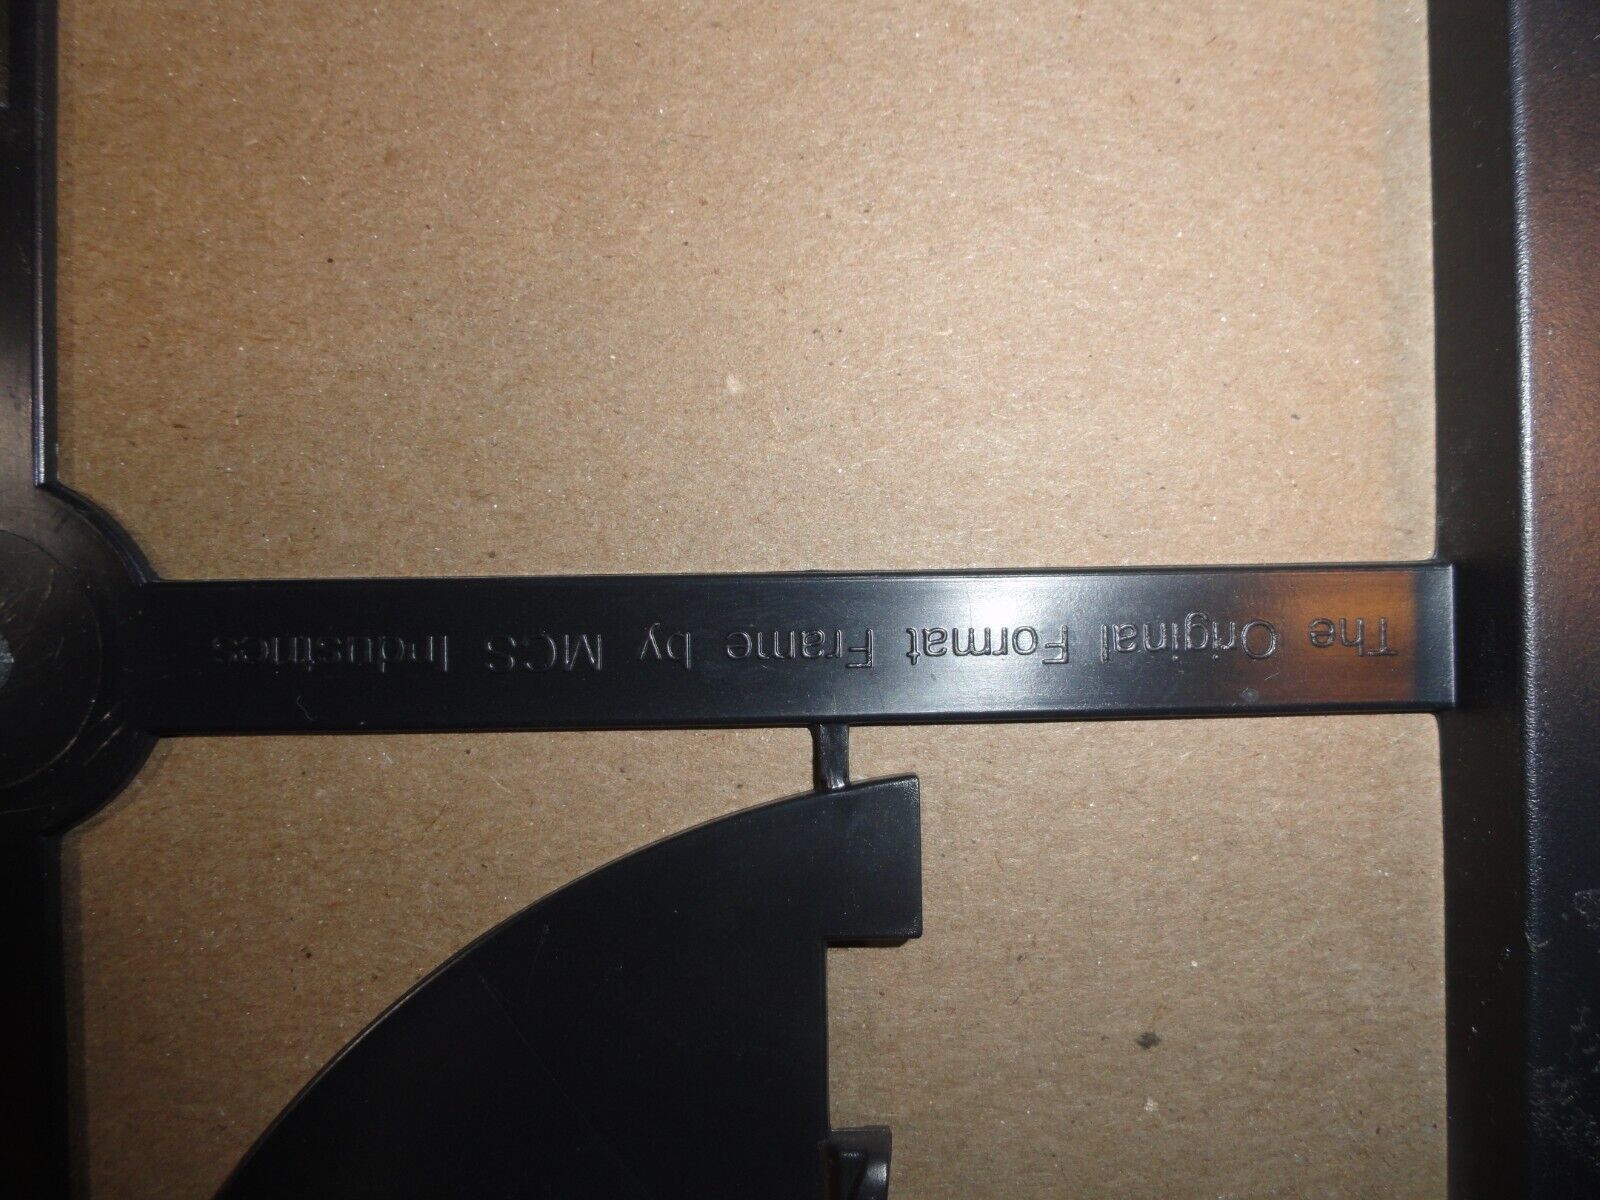 The Original Format Frame by MCS Industries